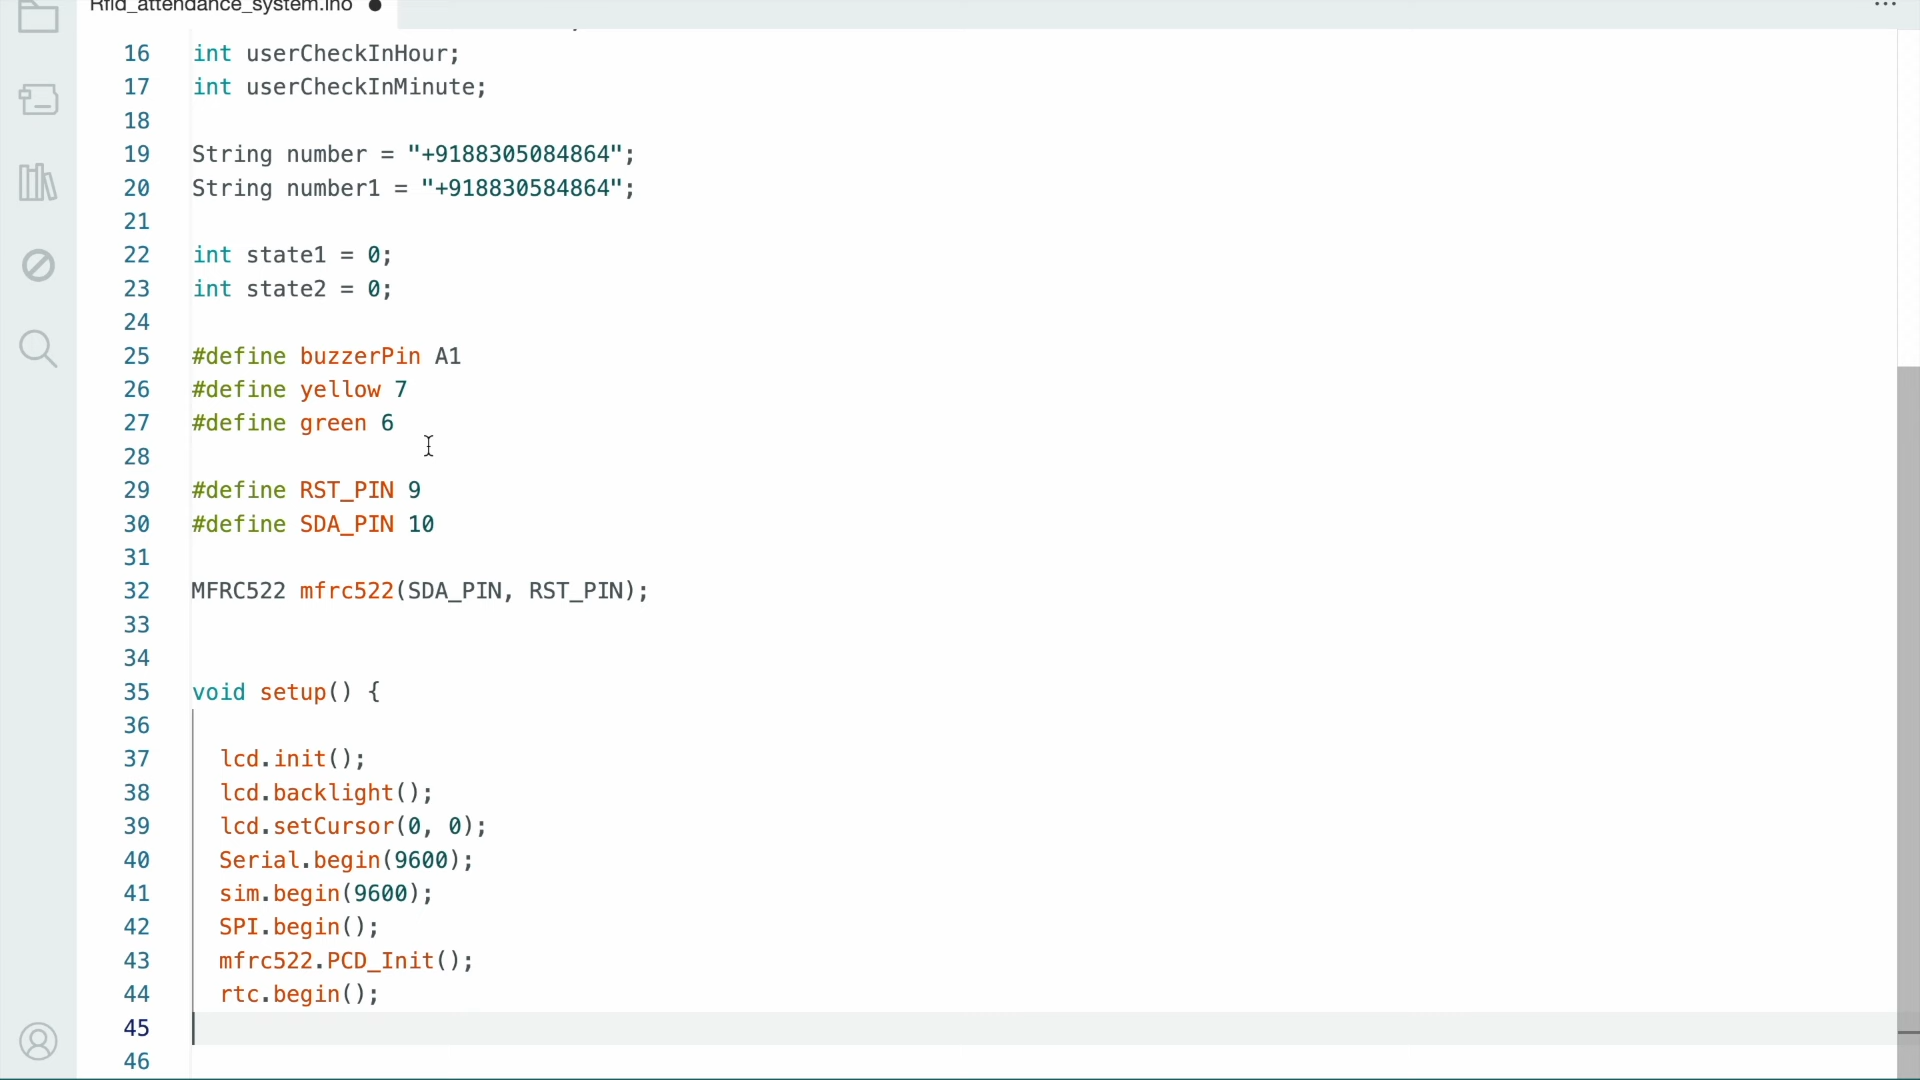 Rfid_attendance_system.ino ●
16 int userCheckInHour;
17 int userCheckInMinute;
18
19 String number = "+9188305084864";
20 String number1 = "+918830584864";
21
22 int state1 = 0;
23 int state2 = 0;
24
25 #define buzzerPin A1
26 #define yellow 7
27 #define green 6
28
29 #define RST_PIN 9
30 #define SDA_PIN 10
31
32 MFRC522 mfrc522(SDA_PIN, RST_PIN);
33
34
35 void setup() {
36
37 lcd.init();
38 lcd.backlight();
39 lcd.setCursor(0, 0);
40 Serial.begin(9600);
41 sim.begin(9600);
42 SPI.begin();
43 mfrc522.PCD_Init();
44 rtc.begin();
45
46